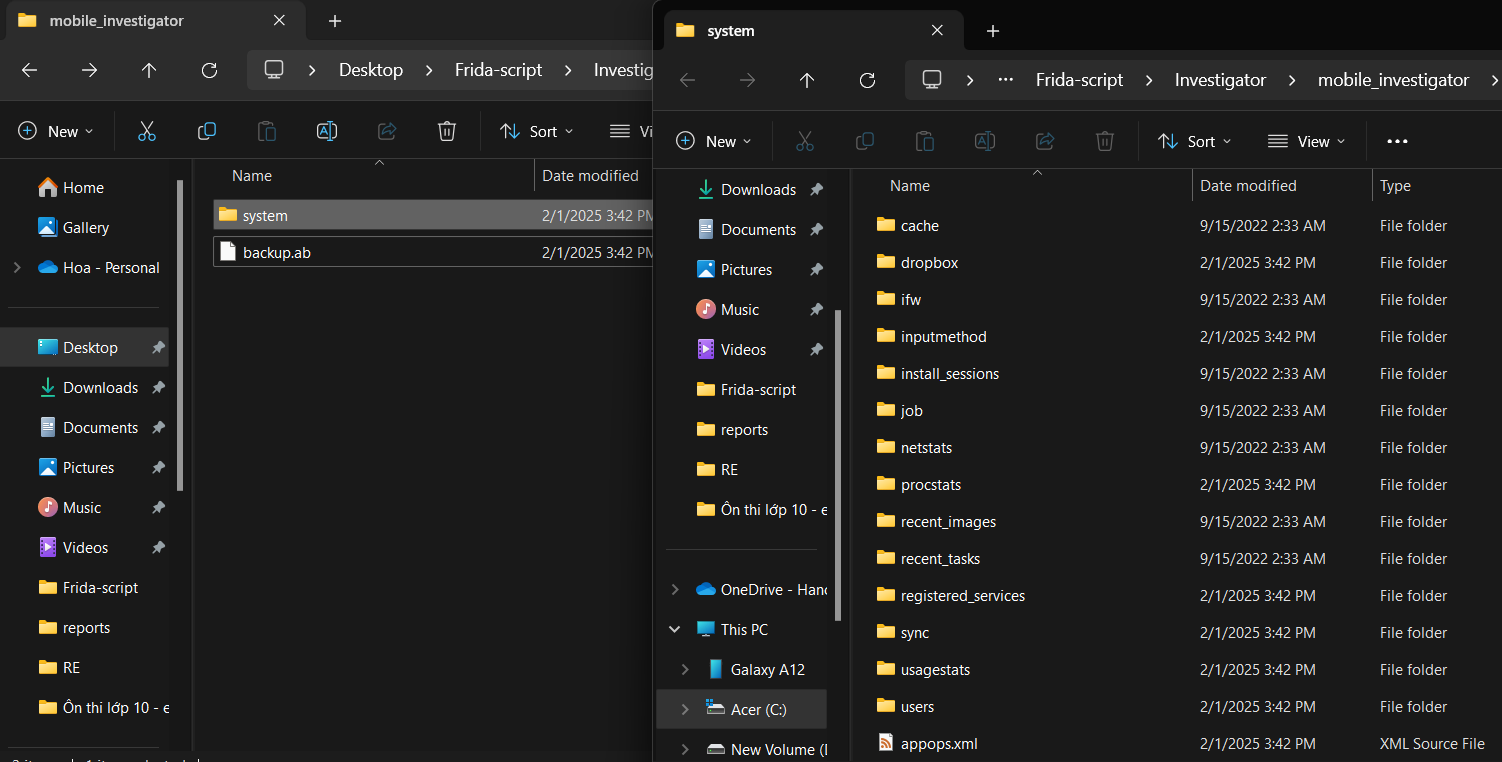 mobile_investigator
Desktop > Frida-script > Investig
New
Sort
Vi
Name Date modified
Home
Gallery
Hoa - Personal
Desktop
Downloads
Documents
Pictures
Music
Videos
Frida-script
reports
RE
Ôn thi lớp 10 - e
system 2/1/2025 3:42 PM
backup.ab 2/1/2025 3:42 PM
system
... Frida-script > Investigator > mobile_investigator >
New
Sort
View
...
Downloads
Documents
Pictures
Music
Videos
Frida-script
reports
RE
Ôn thi lớp 10 - e
OneDrive - Hano
This PC
Galaxy A12
Acer (C:)
New Volume (
Name Date modified Type
cache 9/15/2022 2:33 AM File folder
dropbox 2/1/2025 3:42 PM File folder
ifw 9/15/2022 2:33 AM File folder
inputmethod 2/1/2025 3:42 PM File folder
install_sessions 9/15/2022 2:33 AM File folder
job 9/15/2022 2:33 AM File folder
netstats 9/15/2022 2:33 AM File folder
procstats 2/1/2025 3:42 PM File folder
recent_images 9/15/2022 2:33 AM File folder
recent_tasks 9/15/2022 2:33 AM File folder
registered_services 2/1/2025 3:42 PM File folder
sync 2/1/2025 3:42 PM File folder
usagestats 2/1/2025 3:42 PM File folder
users 2/1/2025 3:42 PM File folder
appops.xml 2/1/2025 3:42 PM XML Source File